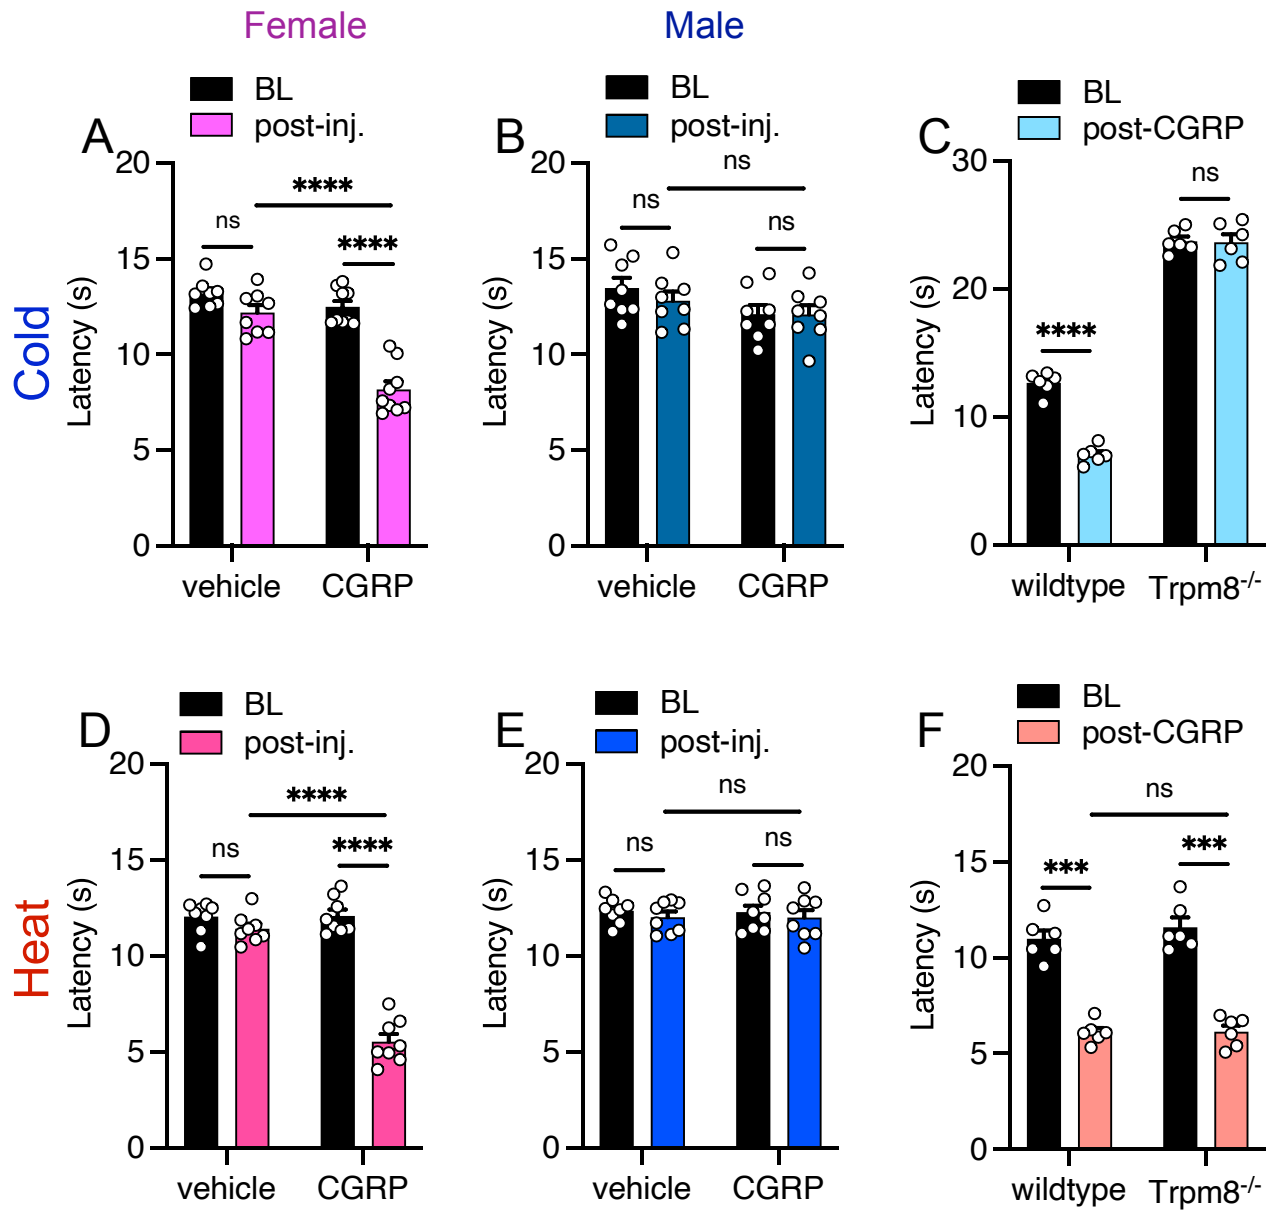 Female
Male
Cold
Heat
A
BL
post-inj.
20
15
10
5
0
Latency (s)
ns
****
****
vehicle
CGRP
B
BL
post-inj.
20
15
10
5
0
Latency (s)
ns
ns
ns
vehicle
CGRP
C
BL
post-CGRP
30
20
10
0
Latency (s)
****
ns
wildtype
Trpm8-/-
D
BL
post-inj.
20
15
10
5
0
Latency (s)
ns
****
****
vehicle
CGRP
E
BL
post-inj.
20
15
10
5
0
Latency (s)
ns
ns
ns
vehicle
CGRP
F
BL
post-CGRP
20
15
10
5
0
Latency (s)
ns
***
***
wildtype
Trpm8-/-